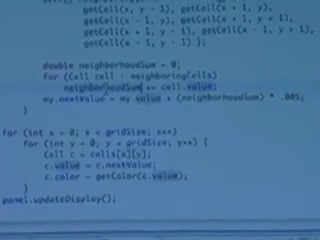 getCell(x, y - 1), getCell(x + 1, y),
getCell(x - 1, y), getCell(x + 1, y + 1),
getCell(x + 1, y - 1), getCell(x - 1, y + 1),
getCell(x - 1, y - 1) };
double neighborhoodSum = 0;
for (Cell cell : neighboringCells)
neighborhoodSum += cell.value;
my.nextValue = my.value + (neighborhoodSum) * .005;
}
for (int x = 0; x < gridSize; x++)
for (int y = 0; y < gridSize; y++) {
Cell c = cells[x][y];
c.value = c.nextValue;
c.color = getColor(c.value);
}
panel.updateDisplay();